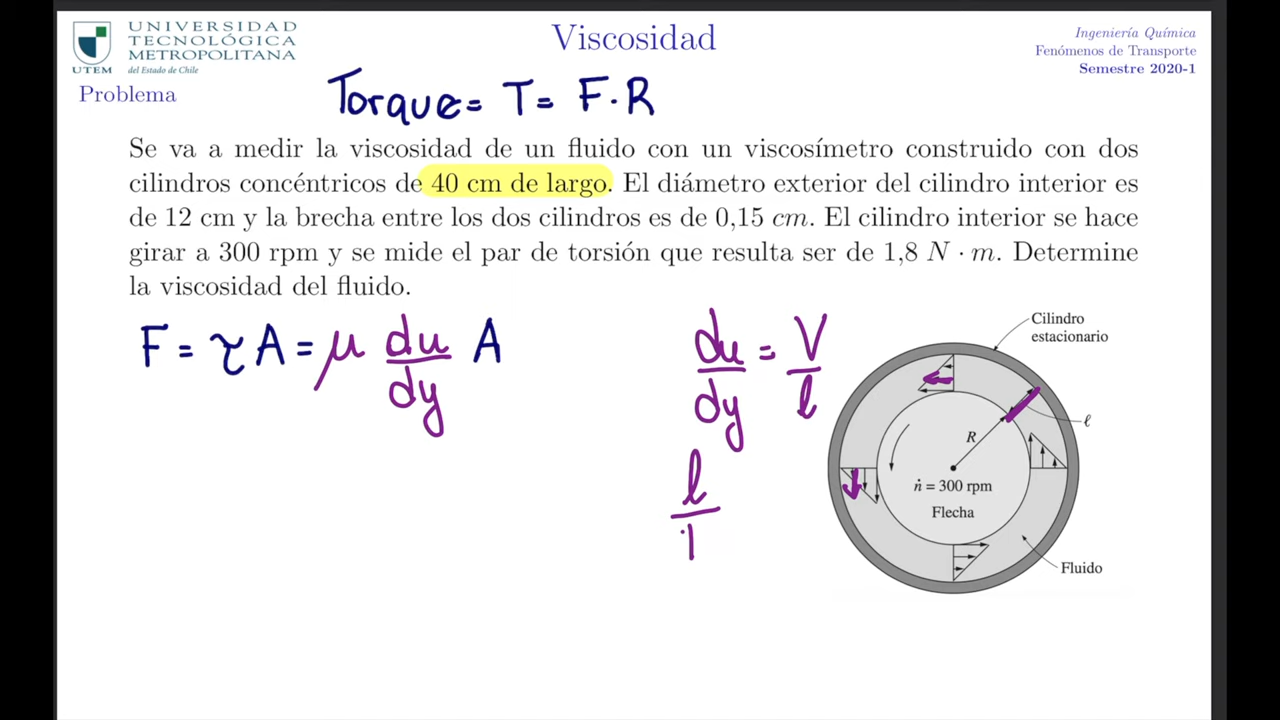 UNIVERSIDAD
TECNOLÓGICA
METROPOLITANA
del Estado de Chile
UTEM
Viscosidad
Ingeniería Química
Fenómenos de Transporte
Semestre 2020-1
Problema
Torque = T = F · R
Se va a medir la viscosidad de un fluido con un viscosímetro construido con dos
cilindros concéntricos de 40 cm de largo. El diámetro exterior del cilindro interior es
de 12 cm y la brecha entre los dos cilindros es de 0,15 cm. El cilindro interior se hace
girar a 300 rpm y se mide el par de torsión que resulta ser de 1,8 N · m. Determine
la viscosidad del fluido.
F = τ A = μ du/dy A
du/dy = V/l
l
Cilindro
estacionario
ℓ
R
ṅ = 300 rpm
Flecha
Fluido